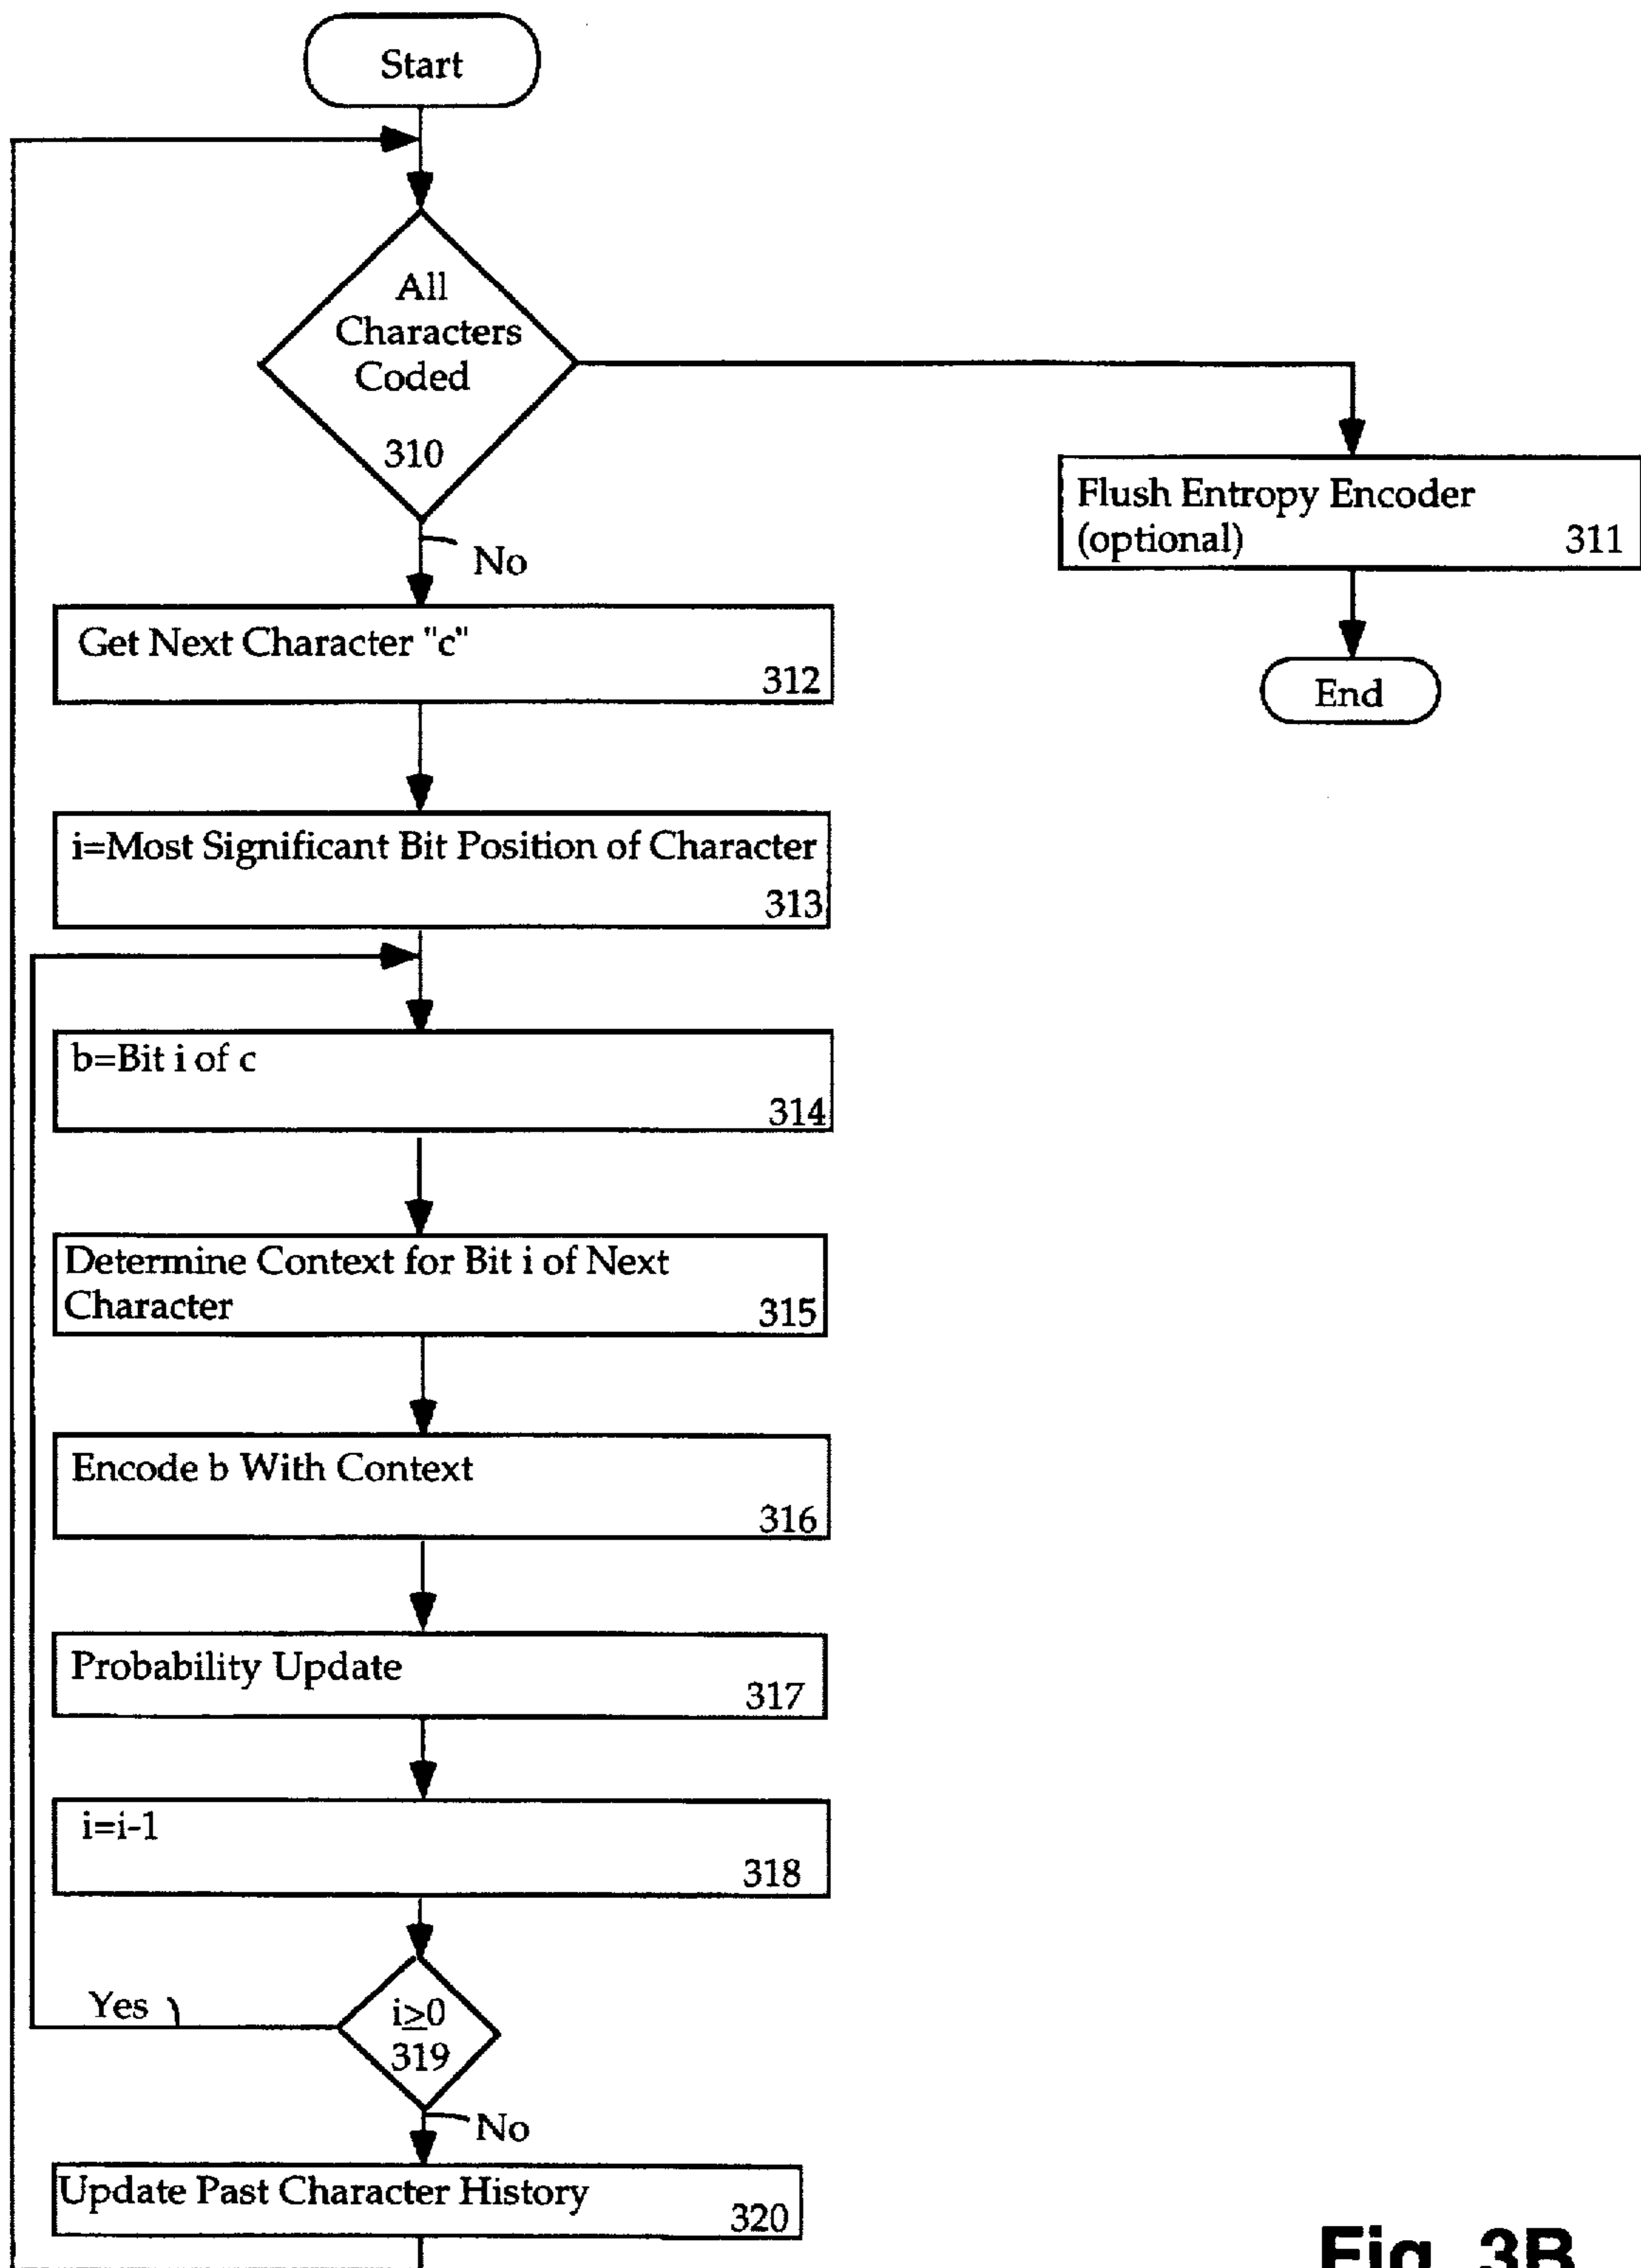 Start
All
Characters
Coded
310
No
Flush Entropy Encoder
(optional)
311
End
Get Next Character "c"
312
i=Most Significant Bit Position of Character
313
b=Bit i of c
314
Determine Context for Bit i of Next
Character
315
Encode b With Context
316
Probability Update
317
i=i-1
318
Yes
i≥0
319
No
Update Past Character History
320
Fig. 3B